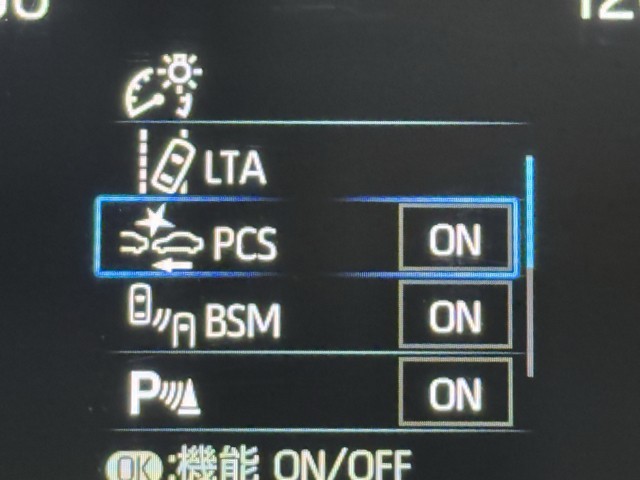 LTA
PCS ON
BSM ON
P ON
OK:機能 ON/OFF